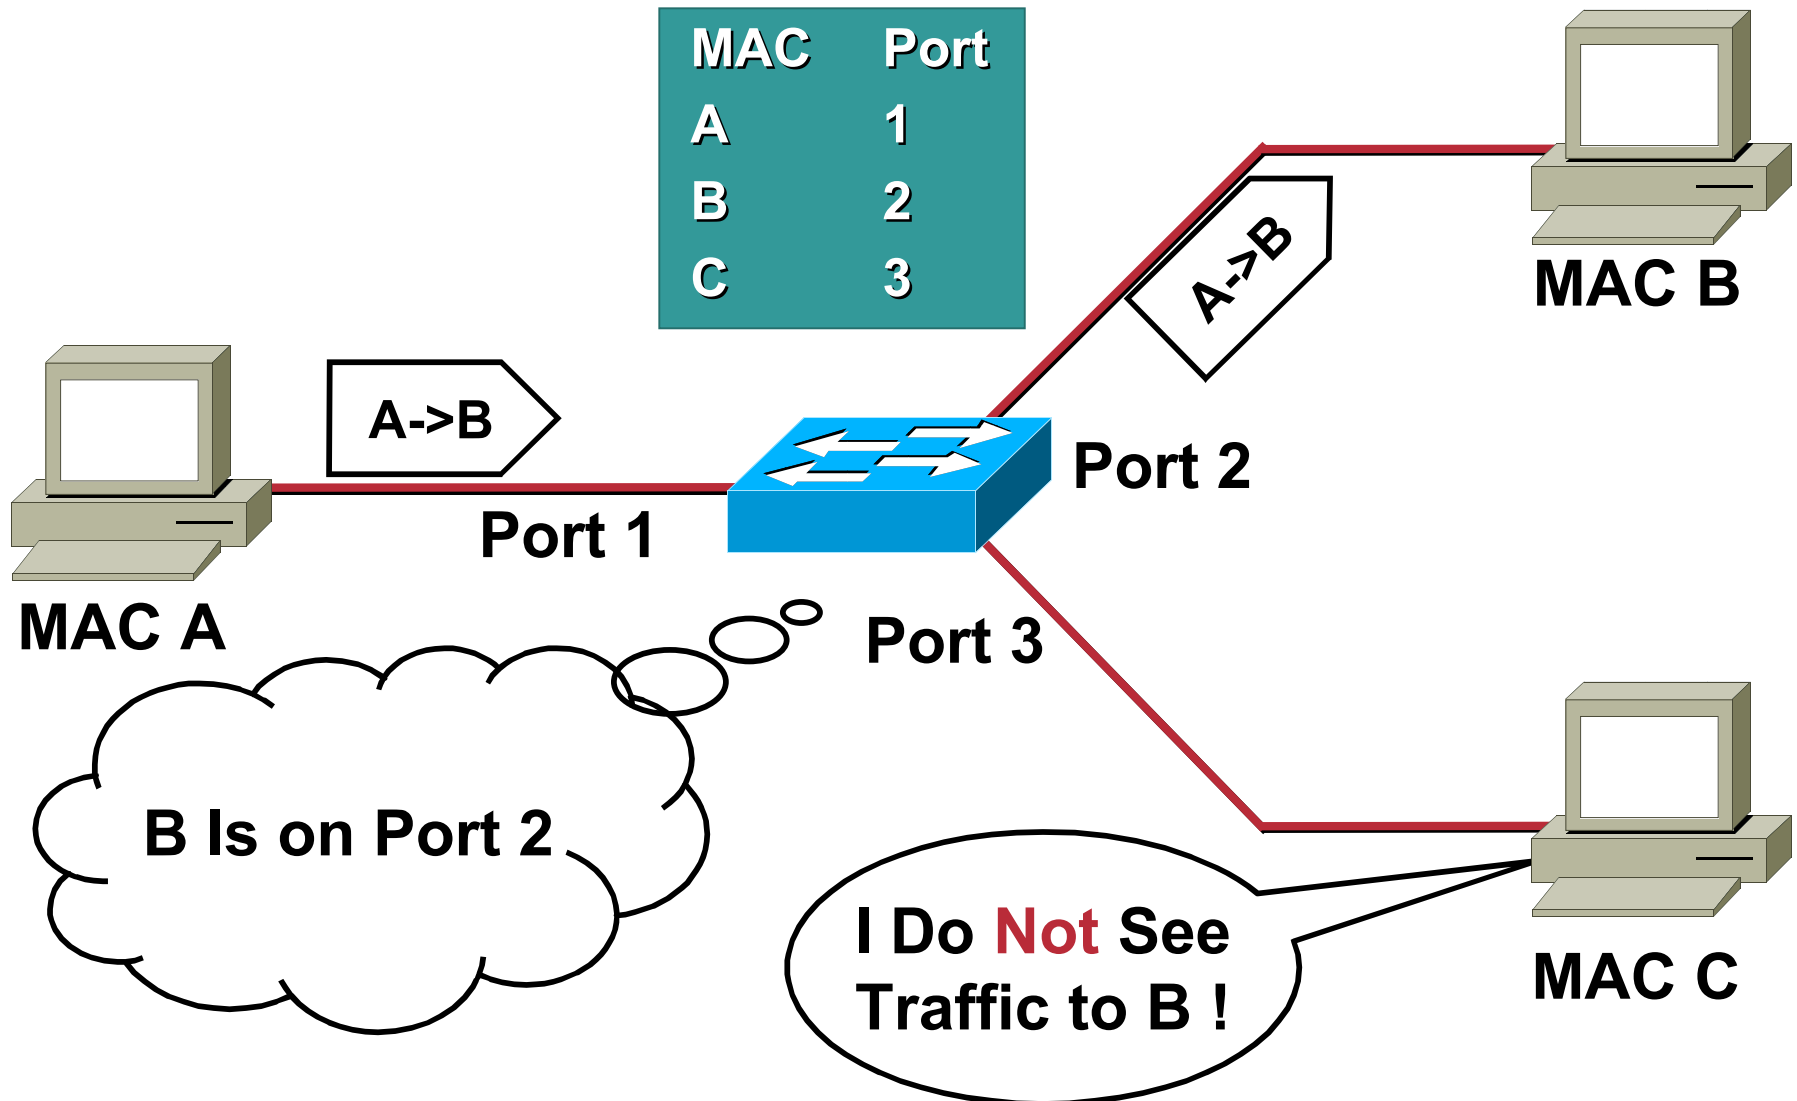 MAC Port
A 1
B 2
C 3
MAC B
A->B
A->B
Port 2
Port 1
MAC A
Port 3
B Is on Port 2
I Do Not See
Traffic to B !
MAC C